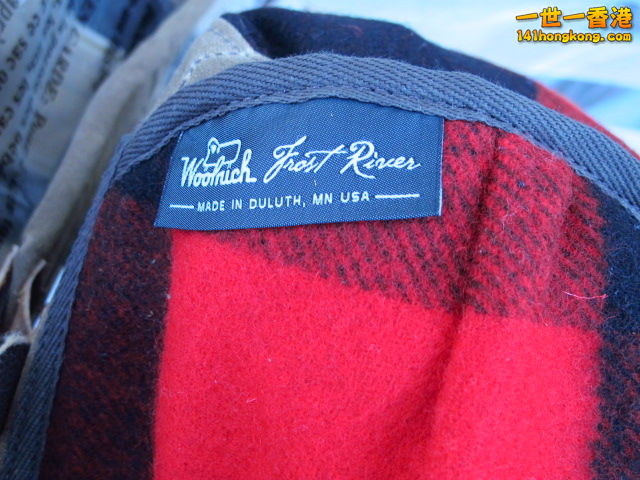 一世一香港
141hongkong.com
Woolrich Frost River
MADE IN DULUTH, MN USA